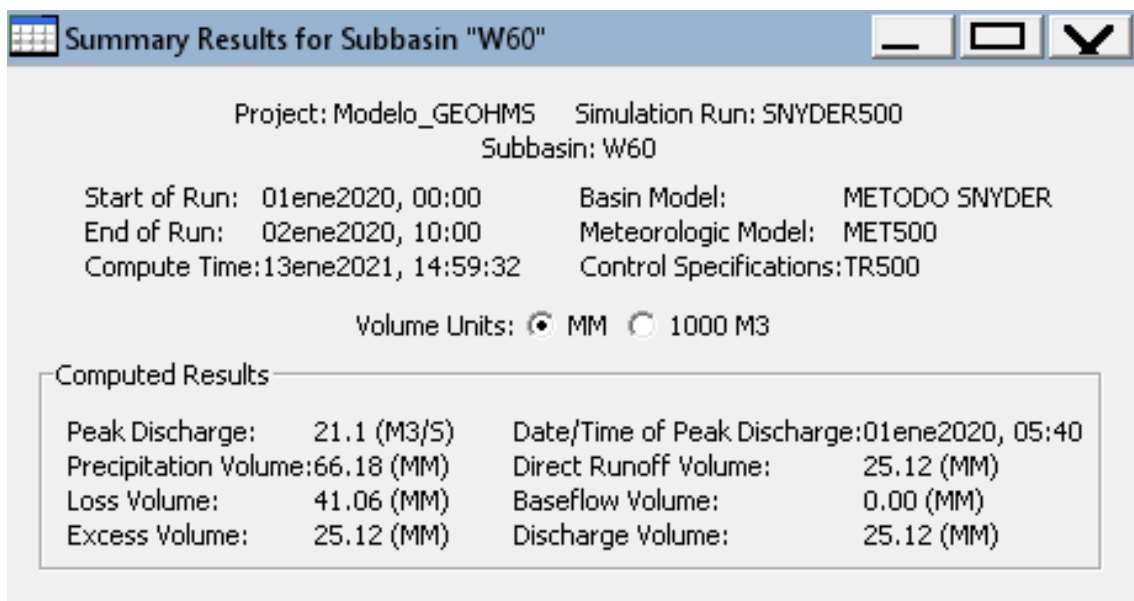 Summary Results for Subbasin "W60"
Project: Modelo_GEOHMS Simulation Run: SNYDER500
Subbasin: W60
Start of Run: 01ene2020, 00:00 Basin Model: METODO SNYDER
End of Run: 02ene2020, 10:00 Meteorologic Model: MET500
Compute Time:13ene2021, 14:59:32 Control Specifications:TR500
Volume Units: MM 1000 M3
Computed Results
Peak Discharge: 21.1 (M3/S) Date/Time of Peak Discharge:01ene2020, 05:40
Precipitation Volume:66.18 (MM) Direct Runoff Volume: 25.12 (MM)
Loss Volume: 41.06 (MM) Baseflow Volume: 0.00 (MM)
Excess Volume: 25.12 (MM) Discharge Volume: 25.12 (MM)